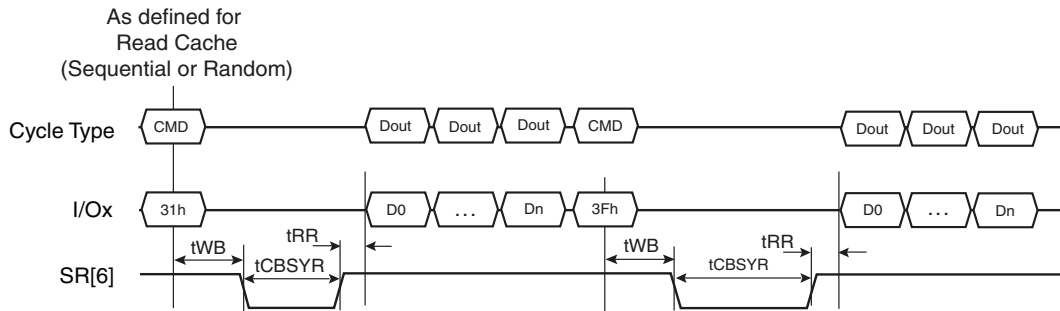 As defined for
Read Cache
(Sequential or Random)
Cycle Type CMD Dout Dout Dout CMD Dout Dout Dout
I/Ox 31h D0 ... Dn 3Fh D0 ... Dn
tWB tRR tWB tRR
SR[6] tCBSYR tCBSYR